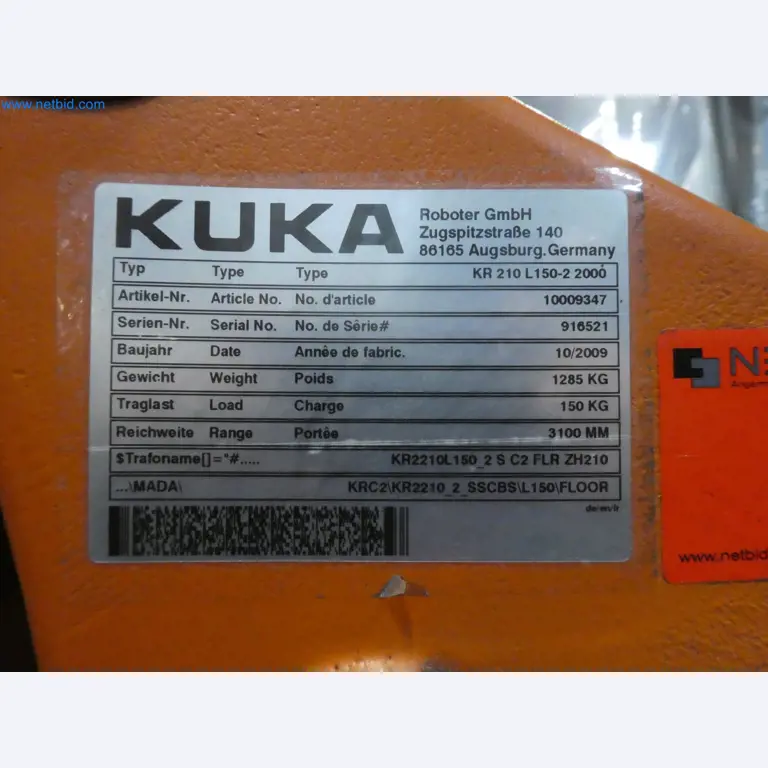 www.netbid.com
KUKA
Roboter GmbH
Zugspitzstraße 140
86165 Augsburg.Germany
Typ Type Type KR 210 L150-2 2000
Artikel-Nr. Article No. No. d'article 10009347
Serien-Nr. Serial No. No. de Série# 916521
Baujahr Date Année de fabric. 10/2009
Gewicht Weight Poids 1285 KG
Traglast Load Charge 150 KG
Reichweite Range Portée 3100 MM
$Trafoname[]="#..... KR2210L150_2 S C2 FLR ZH210
...\MADA\ KRC2\KR2210_2_SSCBS\L150\FLOOR
de/en/fr
www.netbid